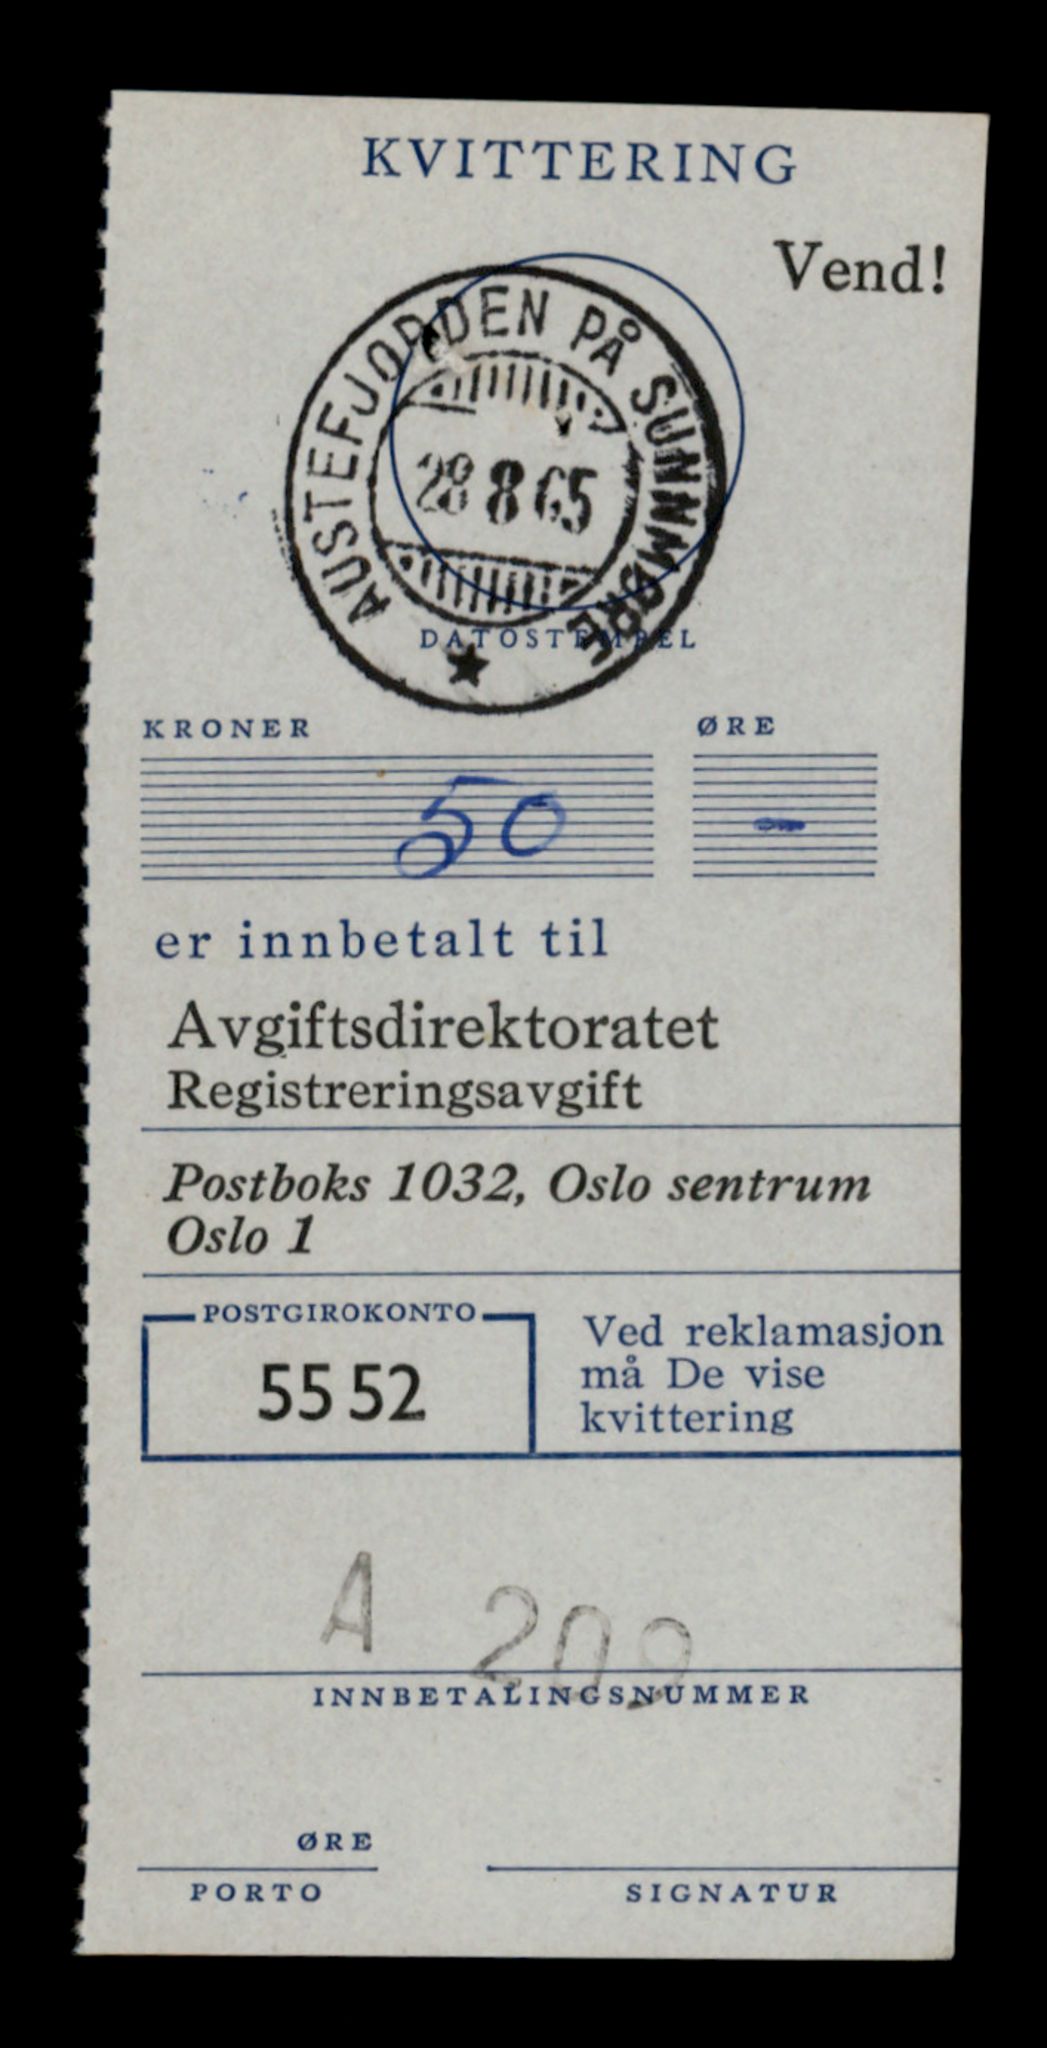 KVITTERING
Vend!
AUSTEFJORDEN PÅ SUNNMØRE
28 8 65
DATOSTEMPEL
KRONER ØRE
50 -
er innbetalt til
Avgiftsdirektoratet
Registreringsavgift
Postboks 1032, Oslo sentrum
Oslo 1
POSTGIROKONTO
55 52
Ved reklamasjon
må De vise
kvittering
A 209
INNBETALINGSNUMMER
ØRE
PORTO SIGNATUR